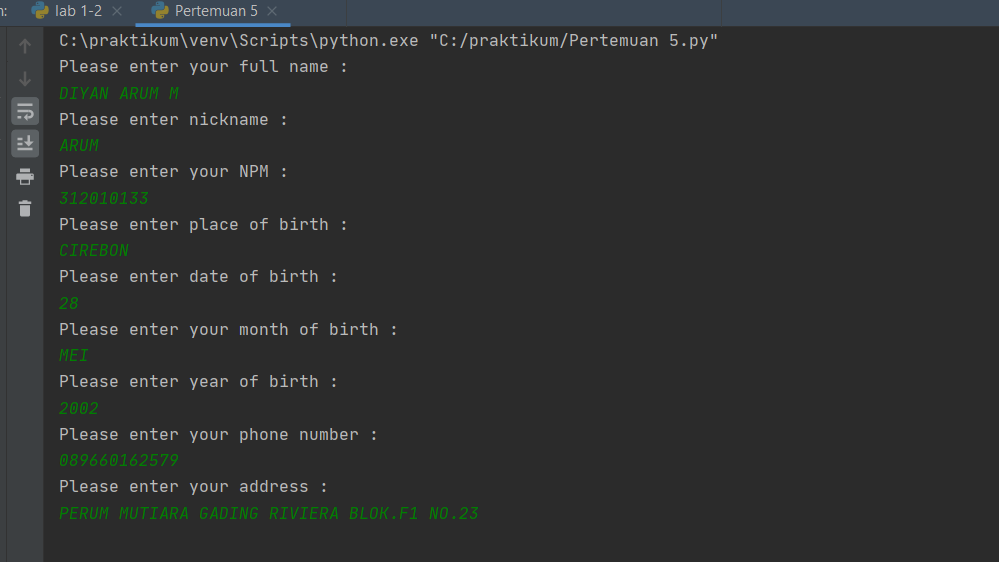 n:
lab 1-2
Pertemuan 5
C:\praktikum\venv\Scripts\python.exe "C:/praktikum/Pertemuan 5.py"
Please enter your full name :
DIYAN ARUM M
Please enter nickname :
ARUM
Please enter your NPM :
312010133
Please enter place of birth :
CIREBON
Please enter date of birth :
28
Please enter your month of birth :
MEI
Please enter year of birth :
2002
Please enter your phone number :
089660162579
Please enter your address :
PERUM MUTIARA GADING RIVIERA BLOK.F1 NO.23